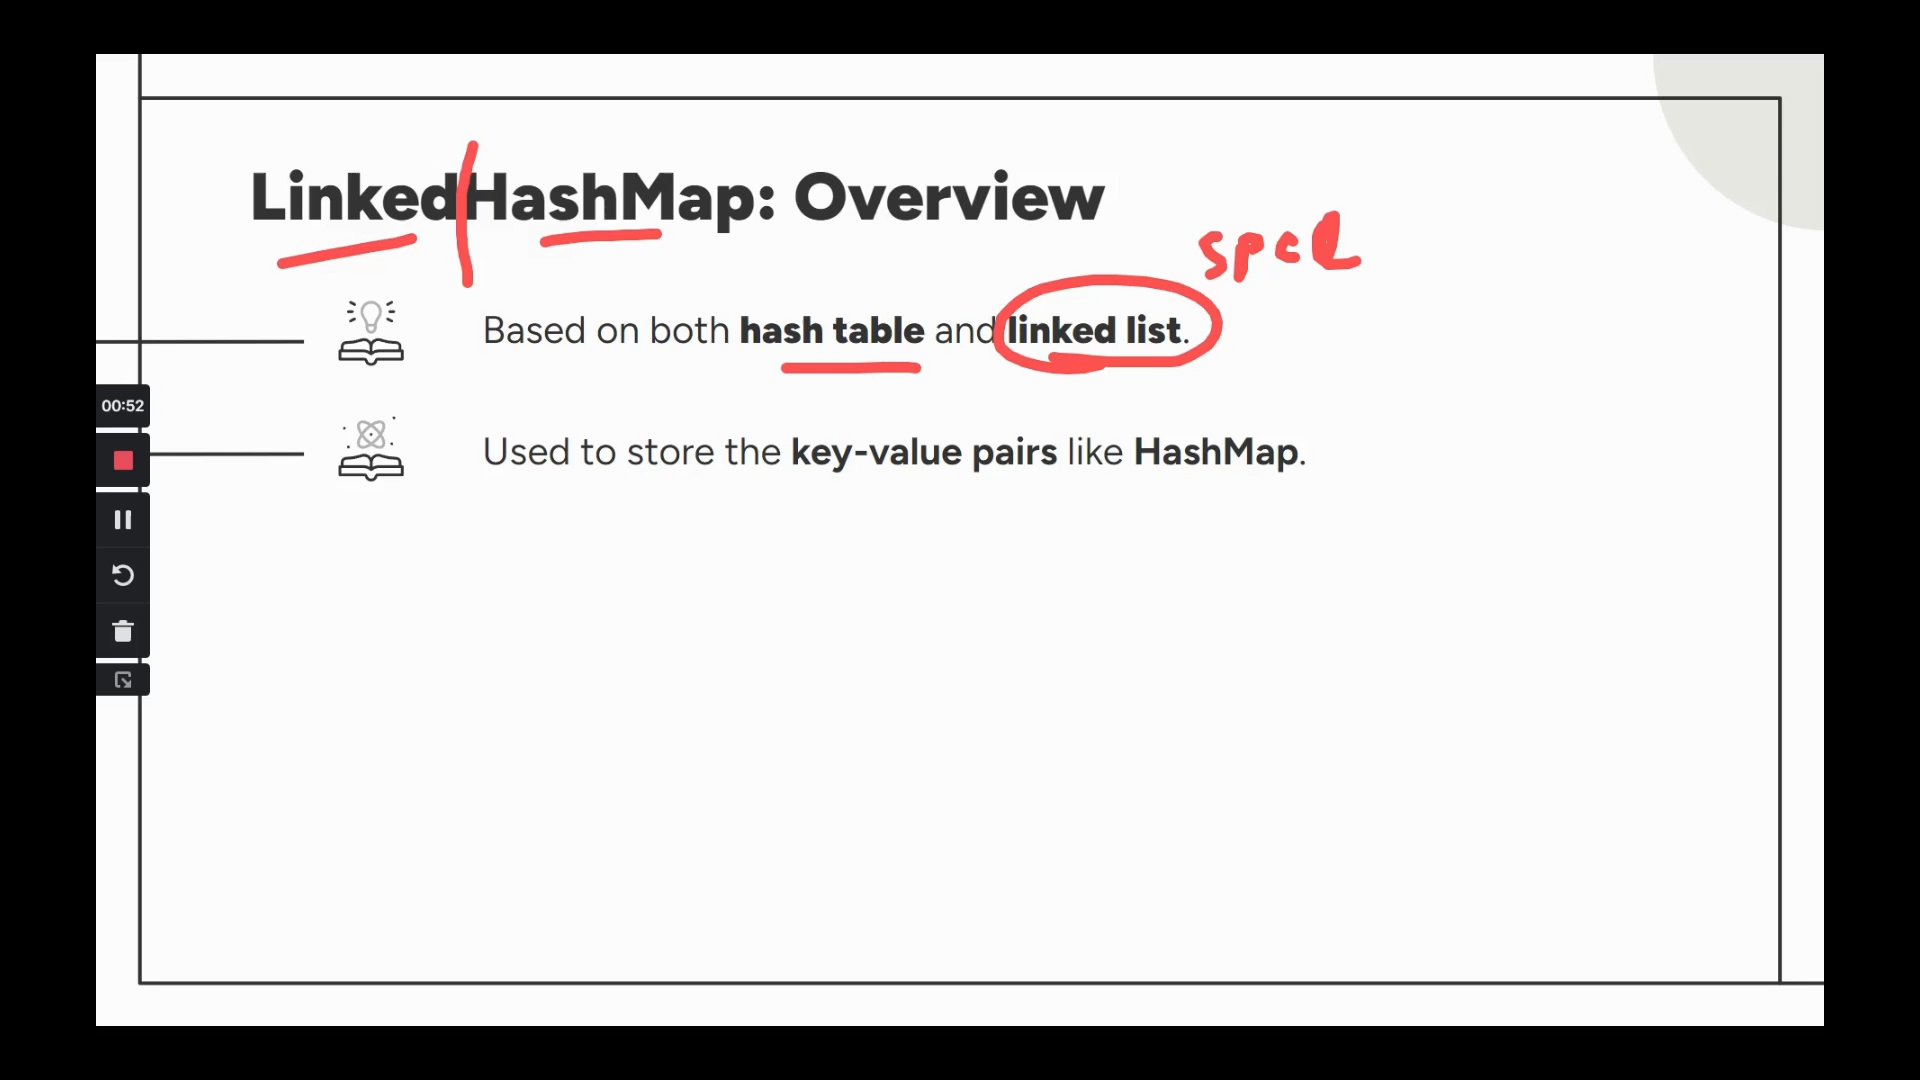 LinkedHashMap: Overview
Based on both hash table and linked list.
Used to store the key-value pairs like HashMap.
00:52